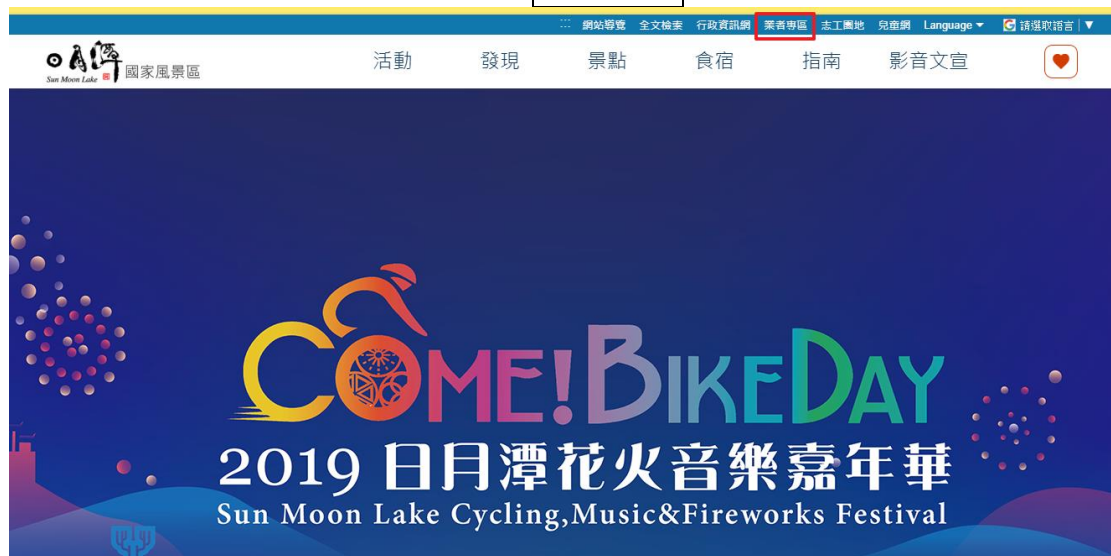 ::: 網站導覽 全文檢索 行政資訊網 業者專區 志工園地 兒童網 Language ▼ G 請選取語言 ▼
日月潭 Sun Moon Lake 國家風景區
活動 發現 景點 食宿 指南 影音文宣
COME! BIKEDAY
2019 日月潭花火音樂嘉年華
Sun Moon Lake Cycling,Music&Fireworks Festival